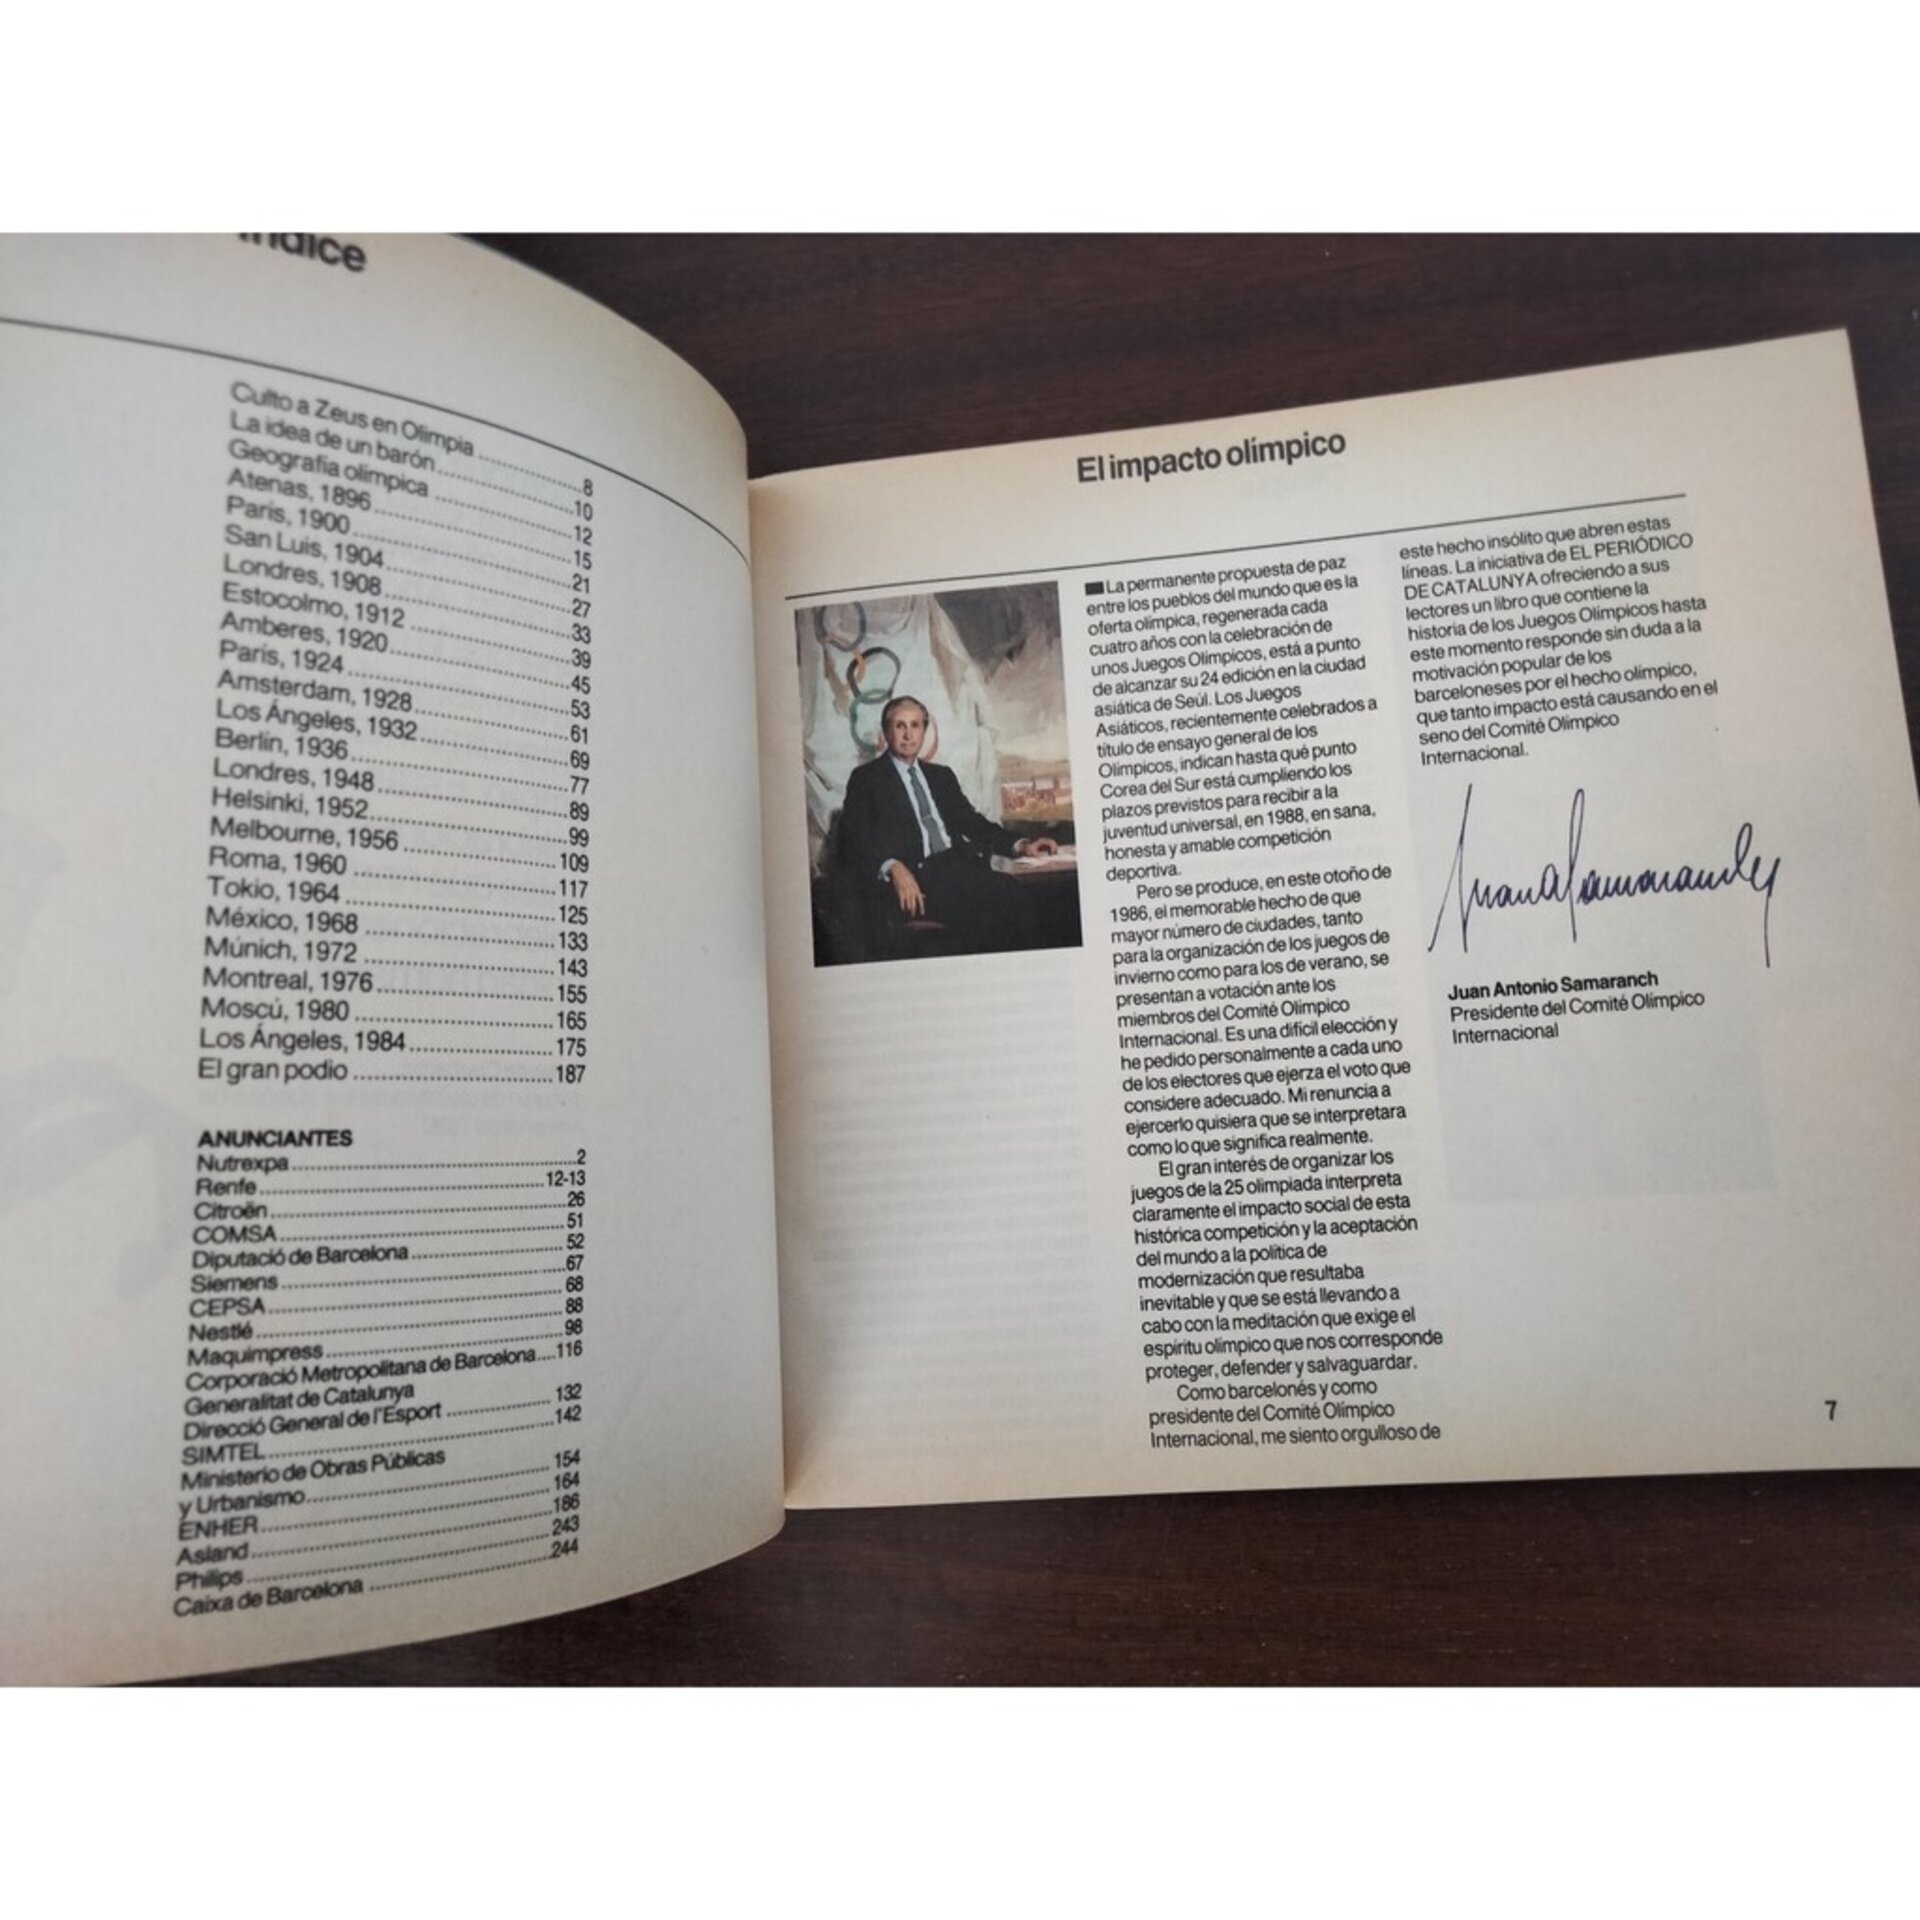 Índice
Culto a Zeus en Olimpia ........ 8
La idea de un barón ........ 10
Geografía olímpica ........ 12
Atenas, 1896 ........ 15
París, 1900 ........ 21
San Luis, 1904 ........ 27
Londres, 1908 ........ 33
Estocolmo, 1912 ........ 39
Amberes, 1920 ........ 45
París, 1924 ........ 53
Amsterdam, 1928 ........ 61
Los Ángeles, 1932 ........ 69
Berlín, 1936 ........ 77
Londres, 1948 ........ 89
Helsinki, 1952 ........ 99
Melbourne, 1956 ........ 109
Roma, 1960 ........ 117
Tokio, 1964 ........ 125
México, 1968 ........ 133
Múnich, 1972 ........ 143
Montreal, 1976 ........ 155
Moscú, 1980 ........ 165
Los Ángeles, 1984 ........ 175
El gran podio ........ 187
ANUNCIANTES
Nutrexpa ........ 2
Renfe ........ 12-13
Citroën ........ 26
COMSA ........ 51
Diputació de Barcelona ........ 52
Siemens ........ 67
CEPSA ........ 68
Nestlé ........ 88
Maquimpress ........ 98
Corporació Metropolitana de Barcelona .... 116
Generalitat de Catalunya
Direcció General de l'Esport ........ 132
SIMTEL ........ 142
Ministerio de Obras Públicas
y Urbanismo ........ 154
ENHER ........ 164
Asland ........ 186
Philips ........ 243
Caixa de Barcelona ........ 244
El impacto olímpico
La permanente propuesta de paz
entre los pueblos del mundo que es la
oferta olímpica, regenerada cada
cuatro años con la celebración de
unos Juegos Olímpicos, está a punto
de alcanzar su 24 edición en la ciudad
asiática de Seúl. Los Juegos
Asiáticos, recientemente celebrados a
título de ensayo general de los
Olímpicos, indican hasta qué punto
Corea del Sur está cumpliendo los
plazos previstos para recibir a la
juventud universal, en 1988, en sana,
honesta y amable competición
deportiva.
Pero se produce, en este otoño de
1986, el memorable hecho de que
mayor número de ciudades, tanto
para la organización de los juegos de
invierno como para los de verano, se
presentan a votación ante los
miembros del Comité Olímpico
Internacional. Es una difícil elección y
he pedido personalmente a cada uno
de los electores que ejerza el voto que
considere adecuado. Mi renuncia a
ejercerlo quisiera que se interpretara
como lo que significa realmente.
El gran interés de organizar los
juegos de la 25 olimpiada interpreta
claramente el impacto social de esta
histórica competición y la aceptación
del mundo a la política de
modernización que resultaba
inevitable y que se está llevando a
cabo con la meditación que exige el
espíritu olímpico que nos corresponde
proteger, defender y salvaguardar.
Como barcelonés y como
presidente del Comité Olímpico
Internacional, me siento orgulloso de
este hecho insólito que abren estas
líneas. La iniciativa de EL PERIÓDICO
DE CATALUNYA ofreciendo a sus
lectores un libro que contiene la
historia de los Juegos Olímpicos hasta
este momento responde sin duda a la
motivación popular de los
barceloneses por el hecho olímpico,
que tanto impacto está causando en el
seno del Comité Olímpico
Internacional.
Juan Antonio Samaranch
Presidente del Comité Olímpico
Internacional
7